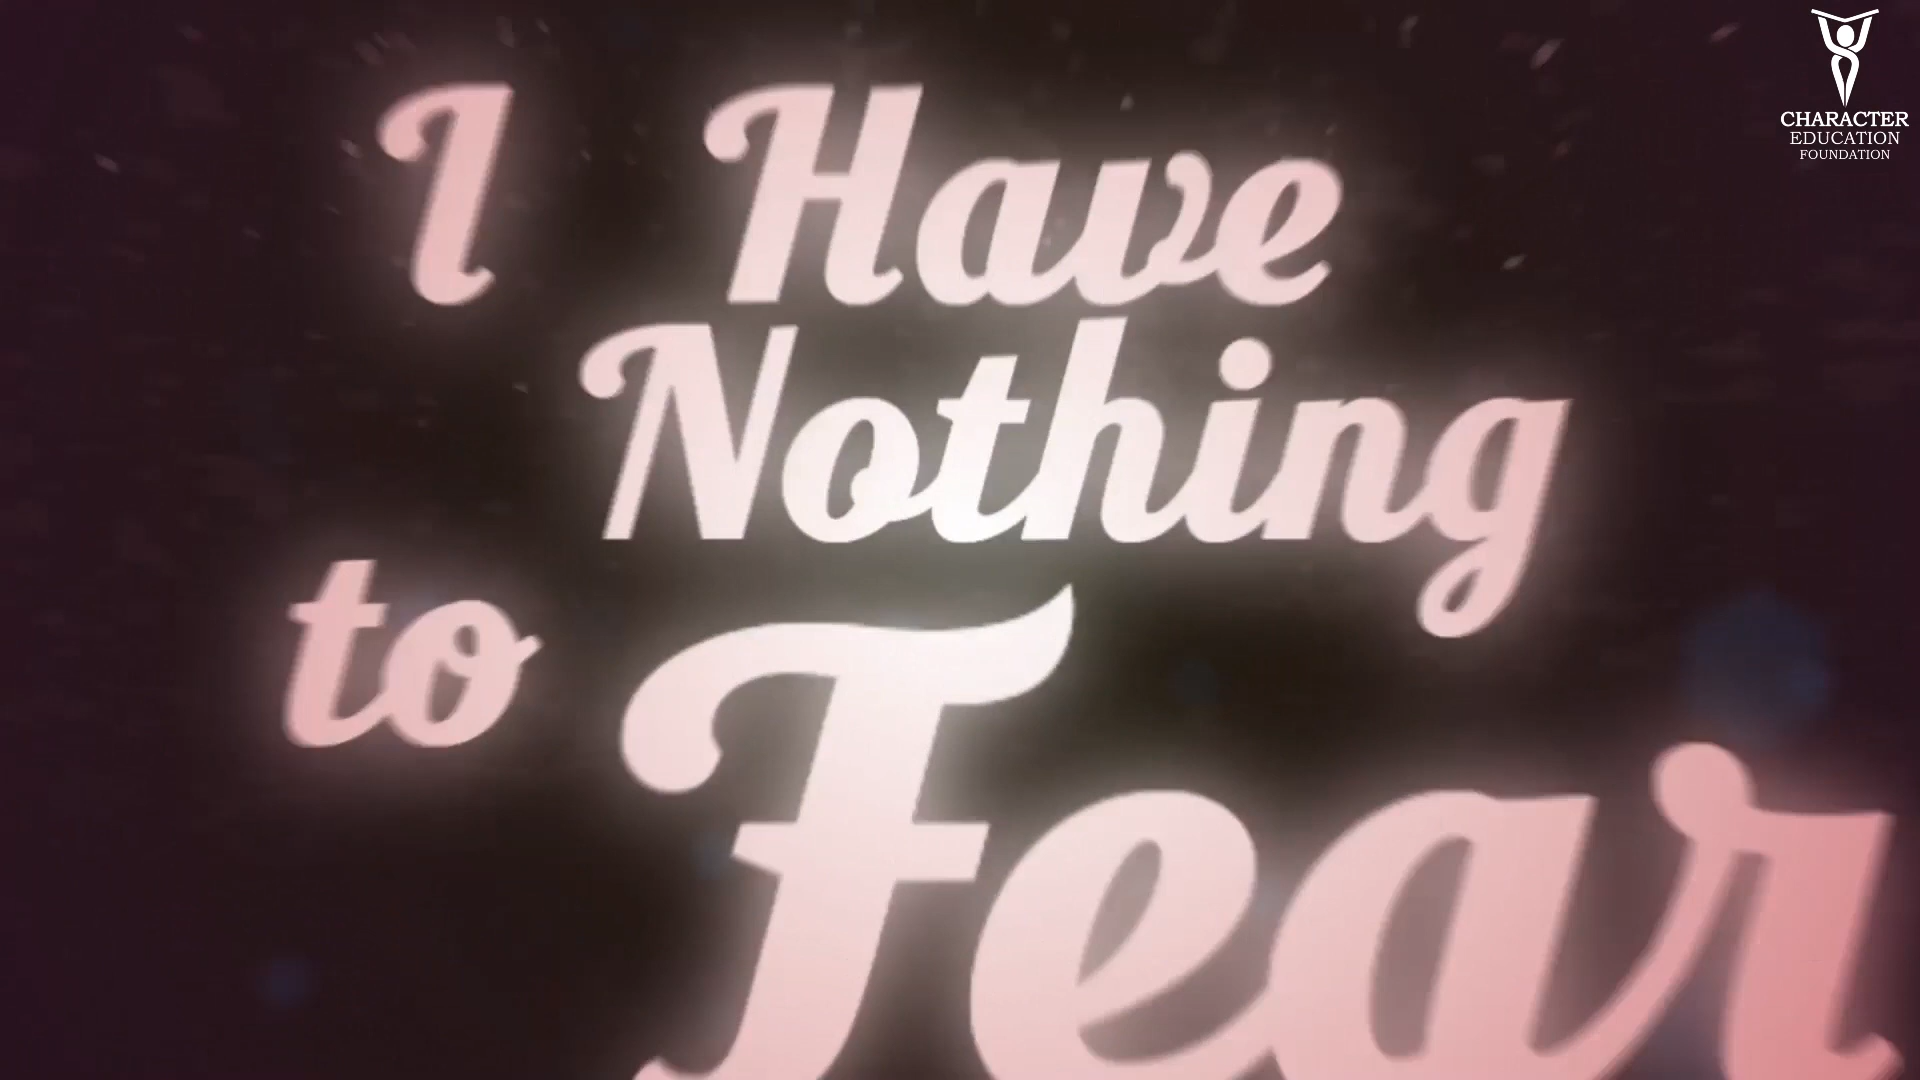 I Have
Nothing
to Fear
CHARACTER
EDUCATION
FOUNDATION